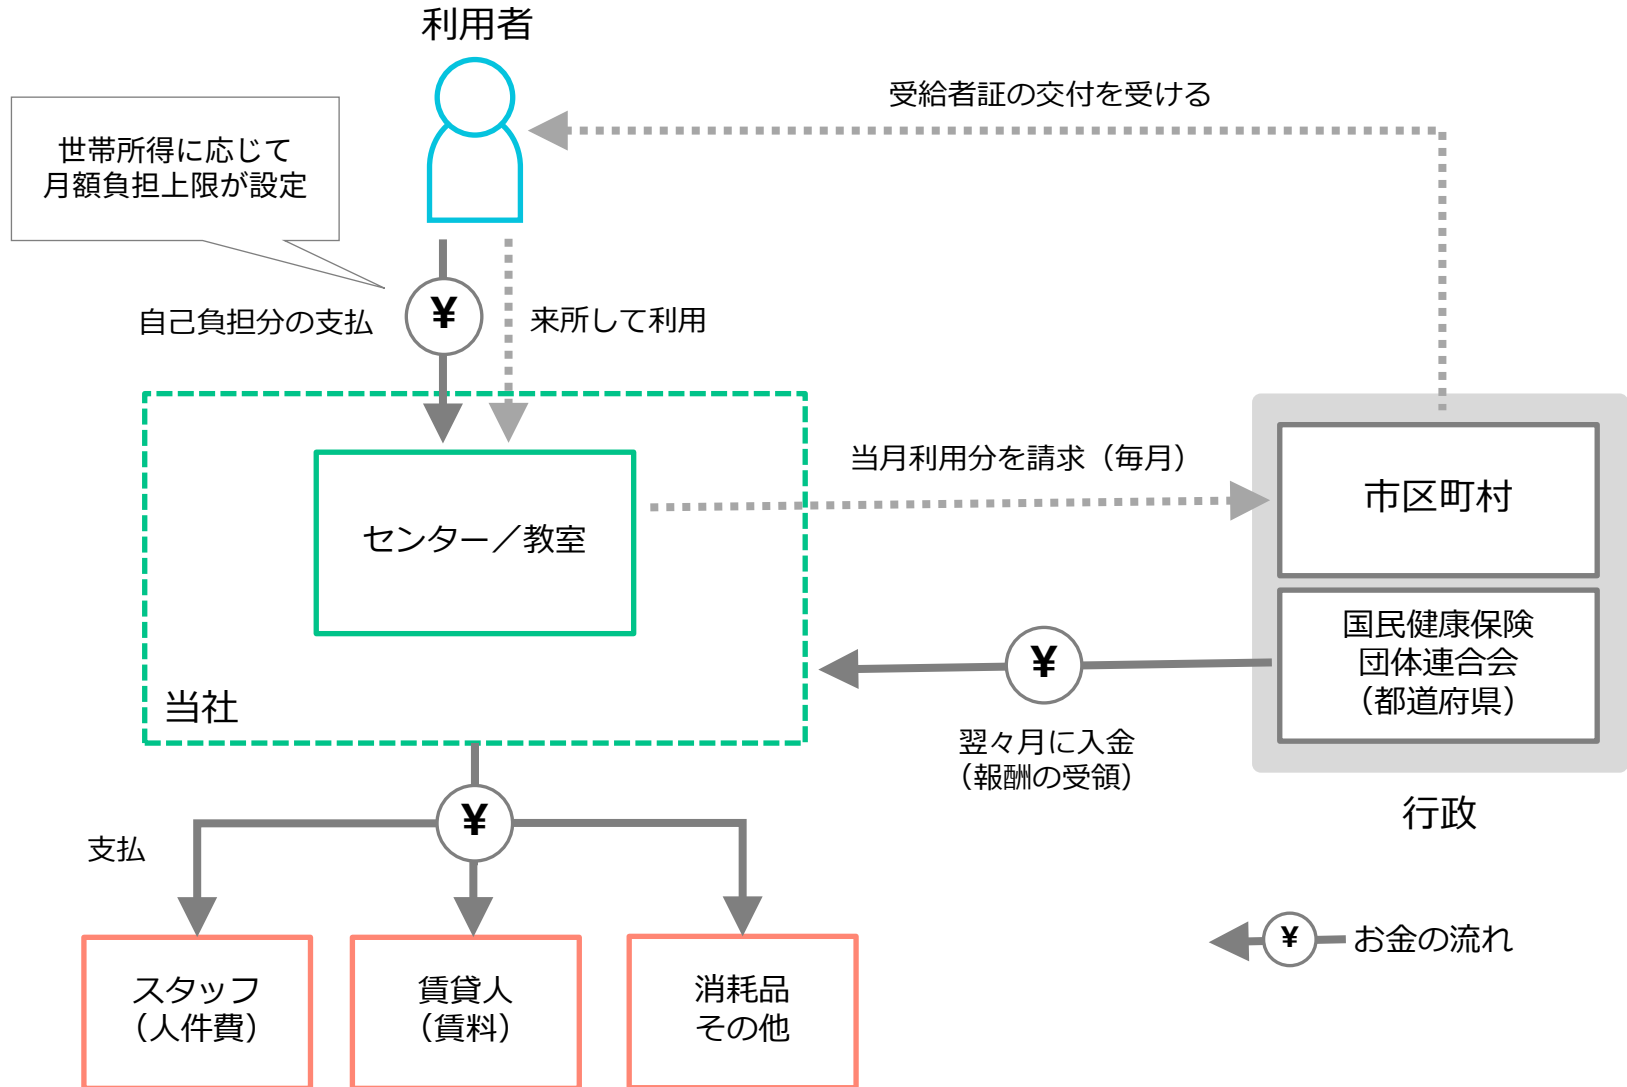 利用者
受給者証の交付を受ける
世帯所得に応じて
月額負担上限が設定
¥
自己負担分の支払
来所して利用
当月利用分を請求（毎月）
市区町村
センター／教室
国民健康保険
団体連合会
（都道府県）
¥
当社
翌々月に入金
（報酬の受領）
行政
¥
支払
¥
お金の流れ
スタッフ
（人件費）
賃貸人
（賃料）
消耗品
その他